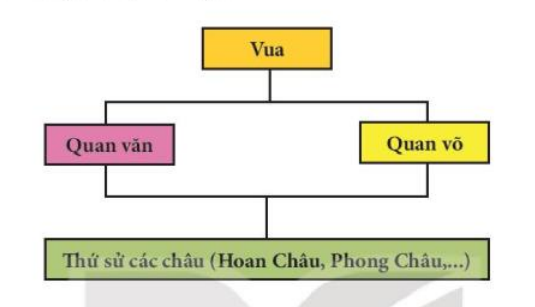 Vua
Quan văn
Quan võ
Thứ sử các châu (Hoan Châu, Phong Châu,...)